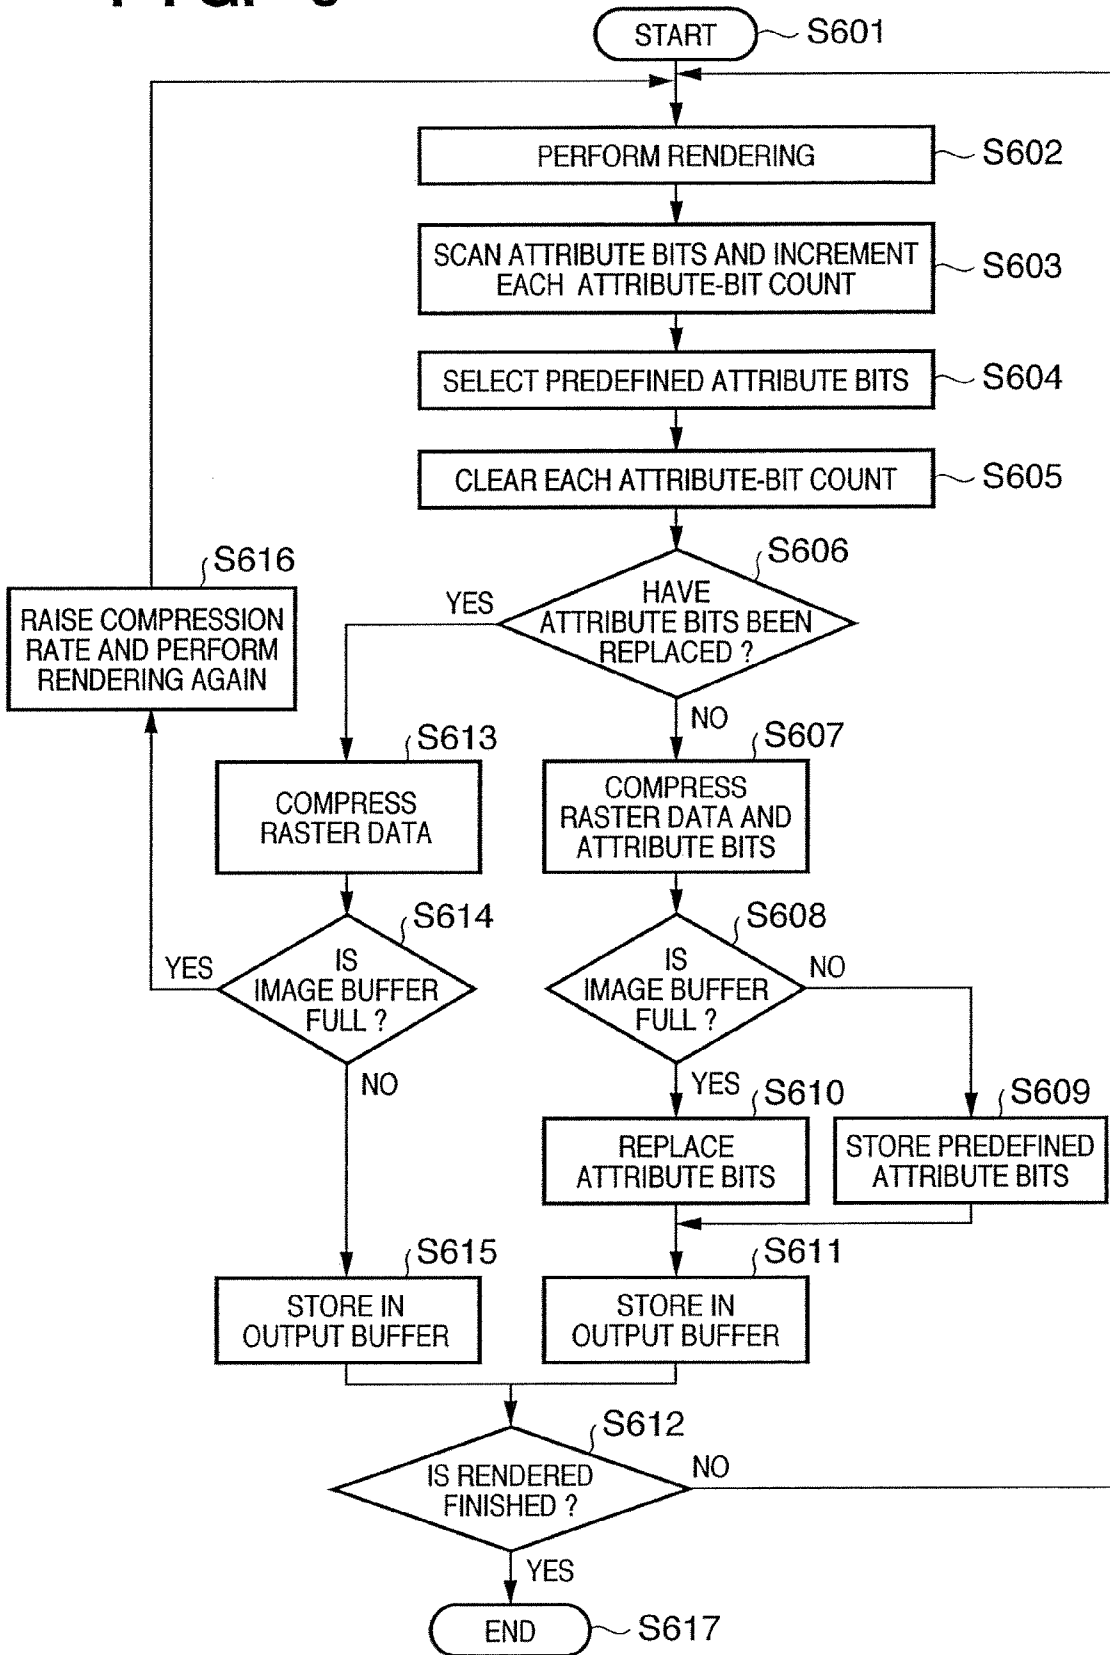 START
S601
PERFORM RENDERING
S602
SCAN ATTRIBUTE BITS AND INCREMENT
EACH ATTRIBUTE-BIT COUNT
S603
SELECT PREDEFINED ATTRIBUTE BITS
S604
CLEAR EACH ATTRIBUTE-BIT COUNT
S605
S606
HAVE
ATTRIBUTE BITS BEEN
REPLACED ?
YES
NO
S616
RAISE COMPRESSION
RATE AND PERFORM
RENDERING AGAIN
S613
COMPRESS
RASTER DATA
S607
COMPRESS
RASTER DATA AND
ATTRIBUTE BITS
S614
IS
IMAGE BUFFER
FULL ?
YES
NO
S608
IS
IMAGE BUFFER
FULL ?
NO
YES
S610
REPLACE
ATTRIBUTE BITS
S609
STORE PREDEFINED
ATTRIBUTE BITS
S615
STORE IN
OUTPUT BUFFER
S611
STORE IN
OUTPUT BUFFER
S612
IS RENDERED
FINISHED ?
NO
YES
END
S617